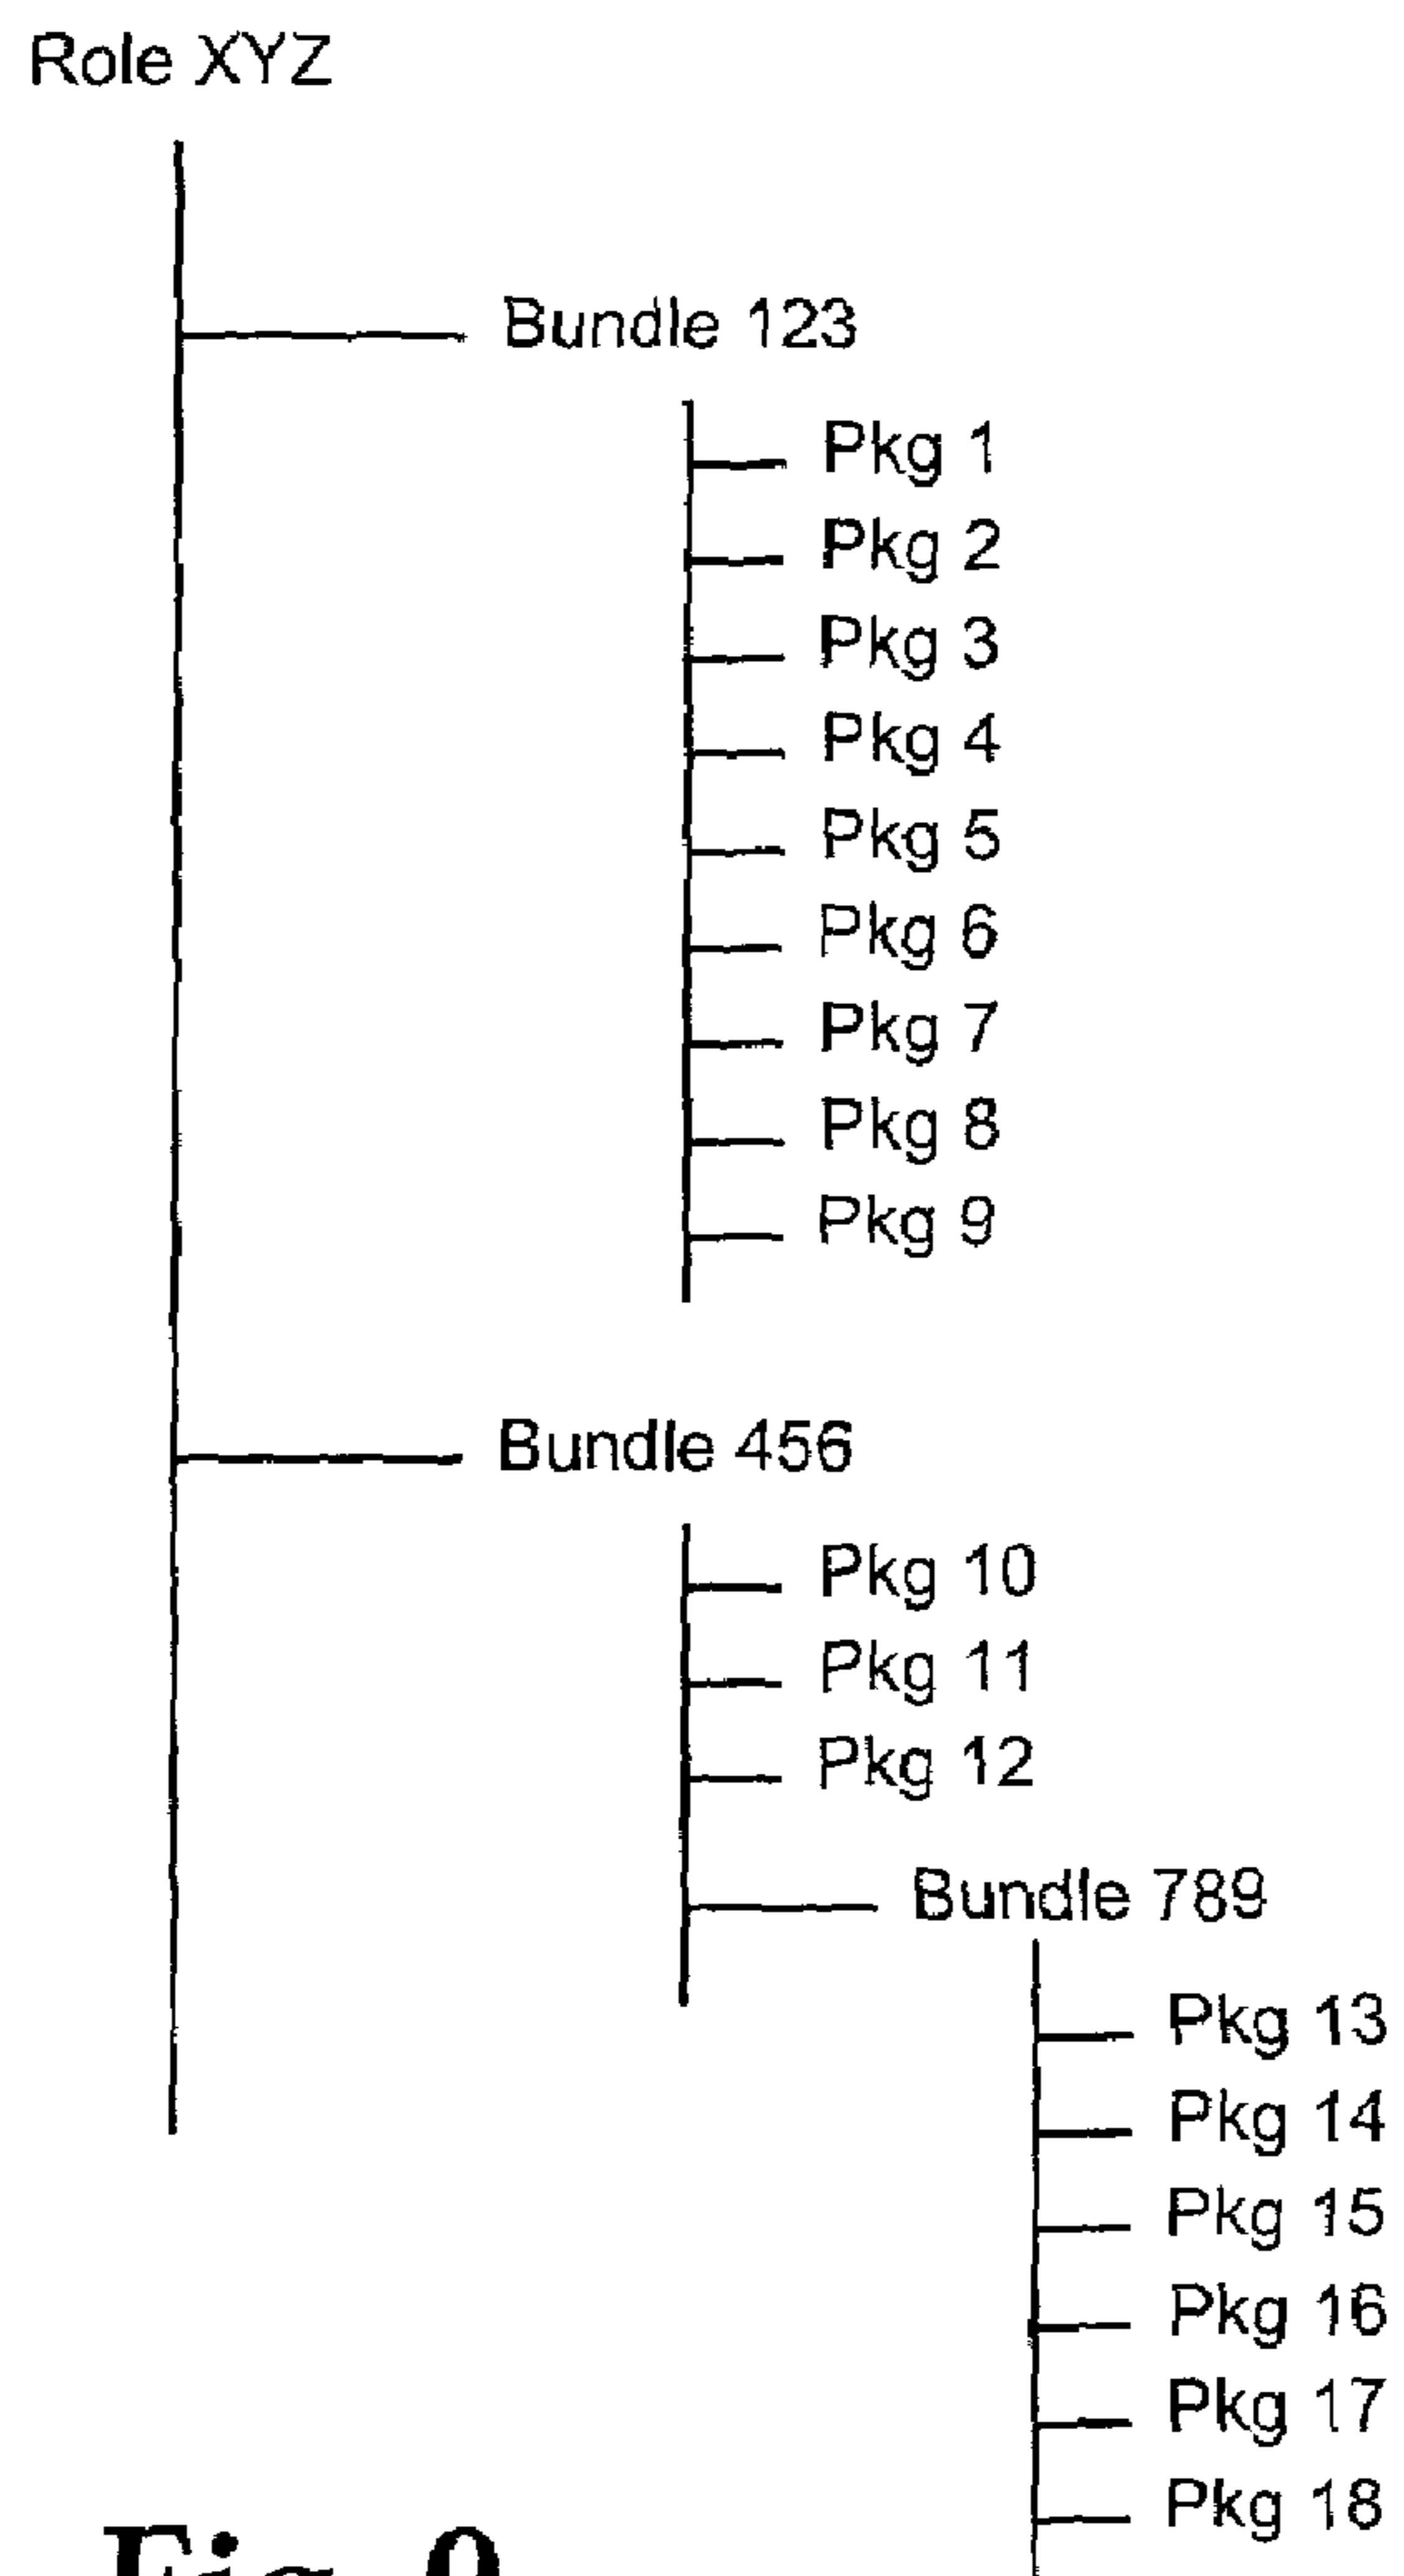 Role XYZ
Bundle 123
Pkg 1
Pkg 2
Pkg 3
Pkg 4
Pkg 5
Pkg 6
Pkg 7
Pkg 8
Pkg 9
Bundle 456
Pkg 10
Pkg 11
Pkg 12
Bundle 789
Pkg 13
Pkg 14
Pkg 15
Pkg 16
Pkg 17
Pkg 18